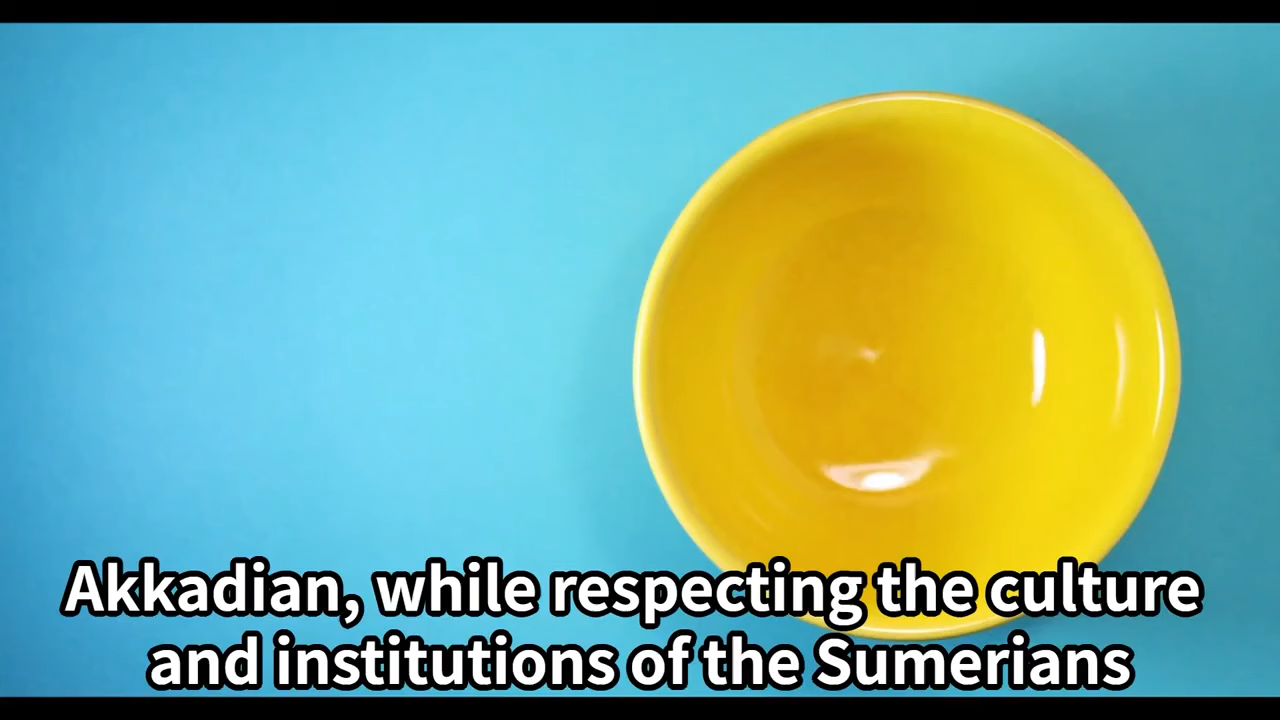 Akkadian, while respecting the culture
and institutions of the Sumerians